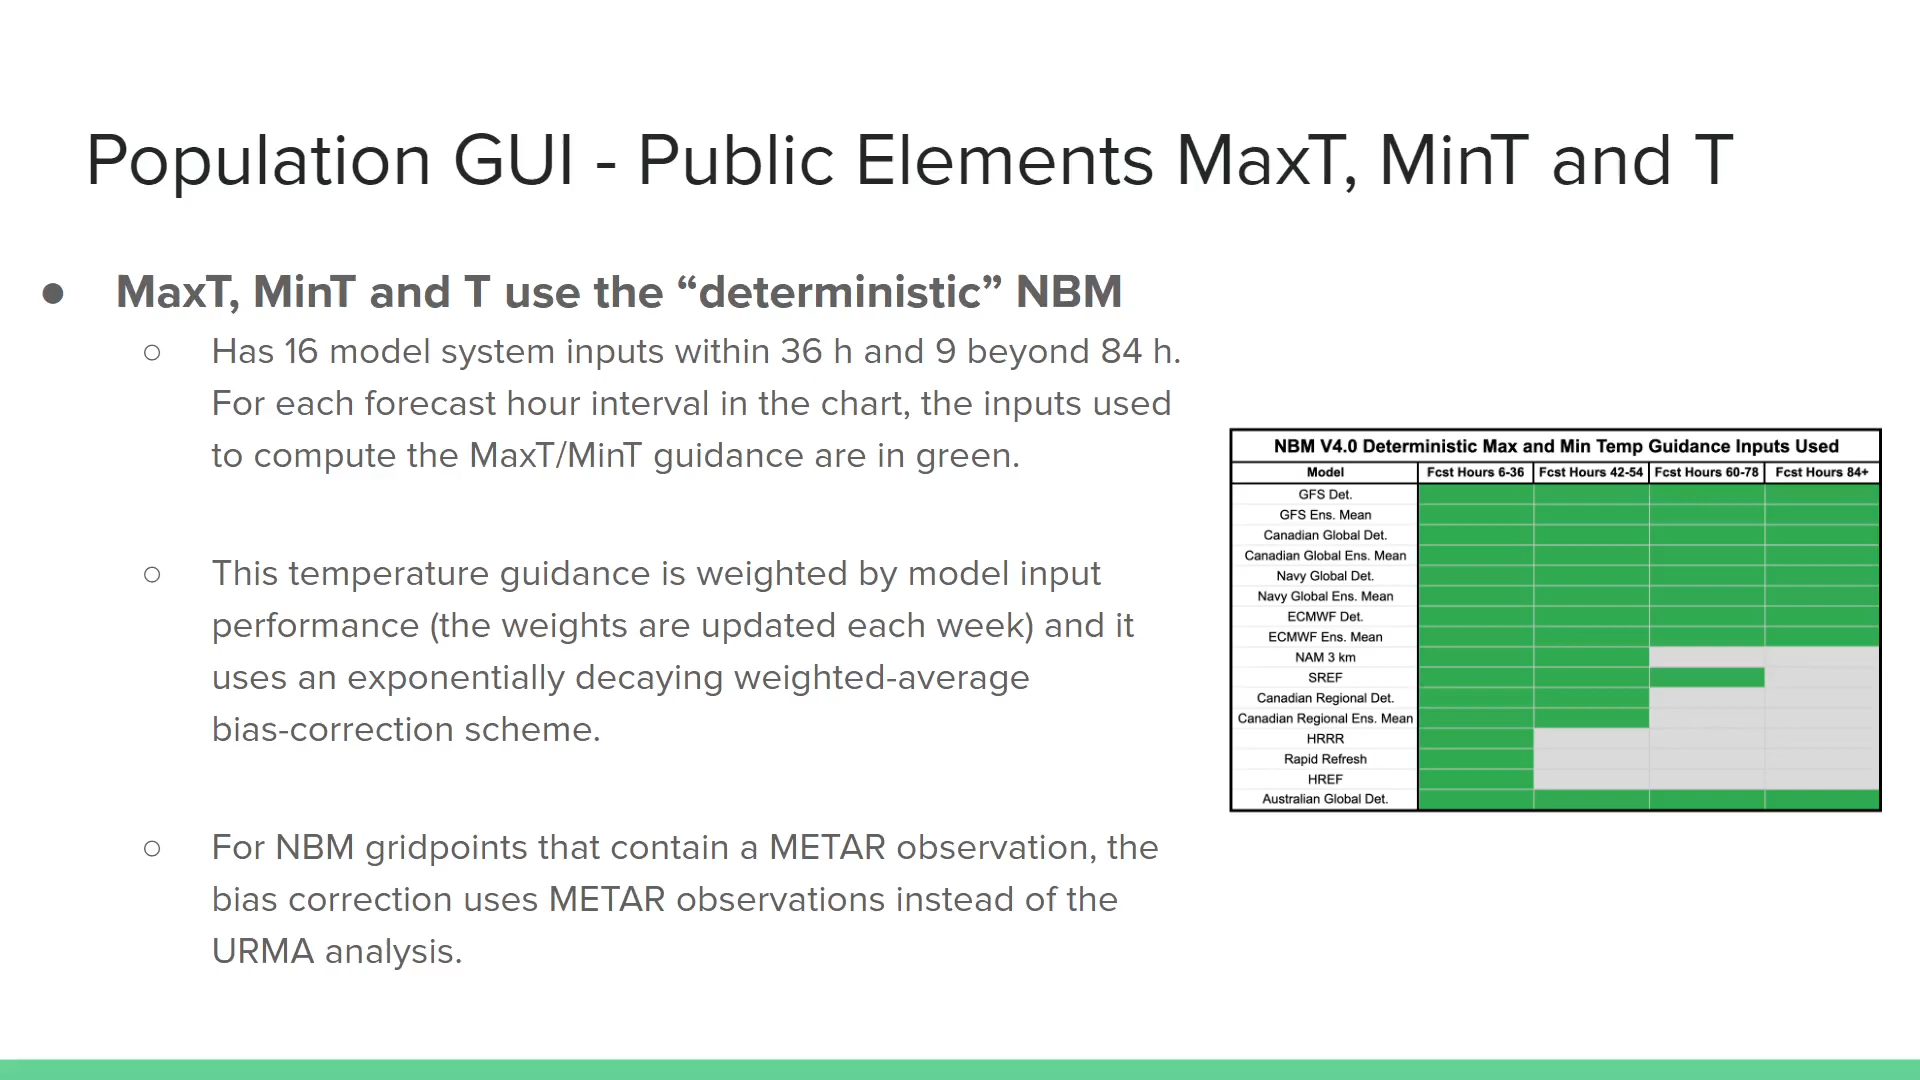 Population GUI - Public Elements MaxT, MinT and T
● MaxT, MinT and T use the “deterministic” NBM
○ Has 16 model system inputs within 36 h and 9 beyond 84 h.
For each forecast hour interval in the chart, the inputs used
to compute the MaxT/MinT guidance are in green.
○ This temperature guidance is weighted by model input
performance (the weights are updated each week) and it
uses an exponentially decaying weighted-average
bias-correction scheme.
○ For NBM gridpoints that contain a METAR observation, the
bias correction uses METAR observations instead of the
URMA analysis.
NBM V4.0 Deterministic Max and Min Temp Guidance Inputs Used
Model Fcst Hours 6-36 Fcst Hours 42-54 Fcst Hours 60-78 Fcst Hours 84+
GFS Det.
GFS Ens. Mean
Canadian Global Det.
Canadian Global Ens. Mean
Navy Global Det.
Navy Global Ens. Mean
ECMWF Det.
ECMWF Ens. Mean
NAM 3 km
SREF
Canadian Regional Det.
Canadian Regional Ens. Mean
HRRR
Rapid Refresh
HREF
Australian Global Det.